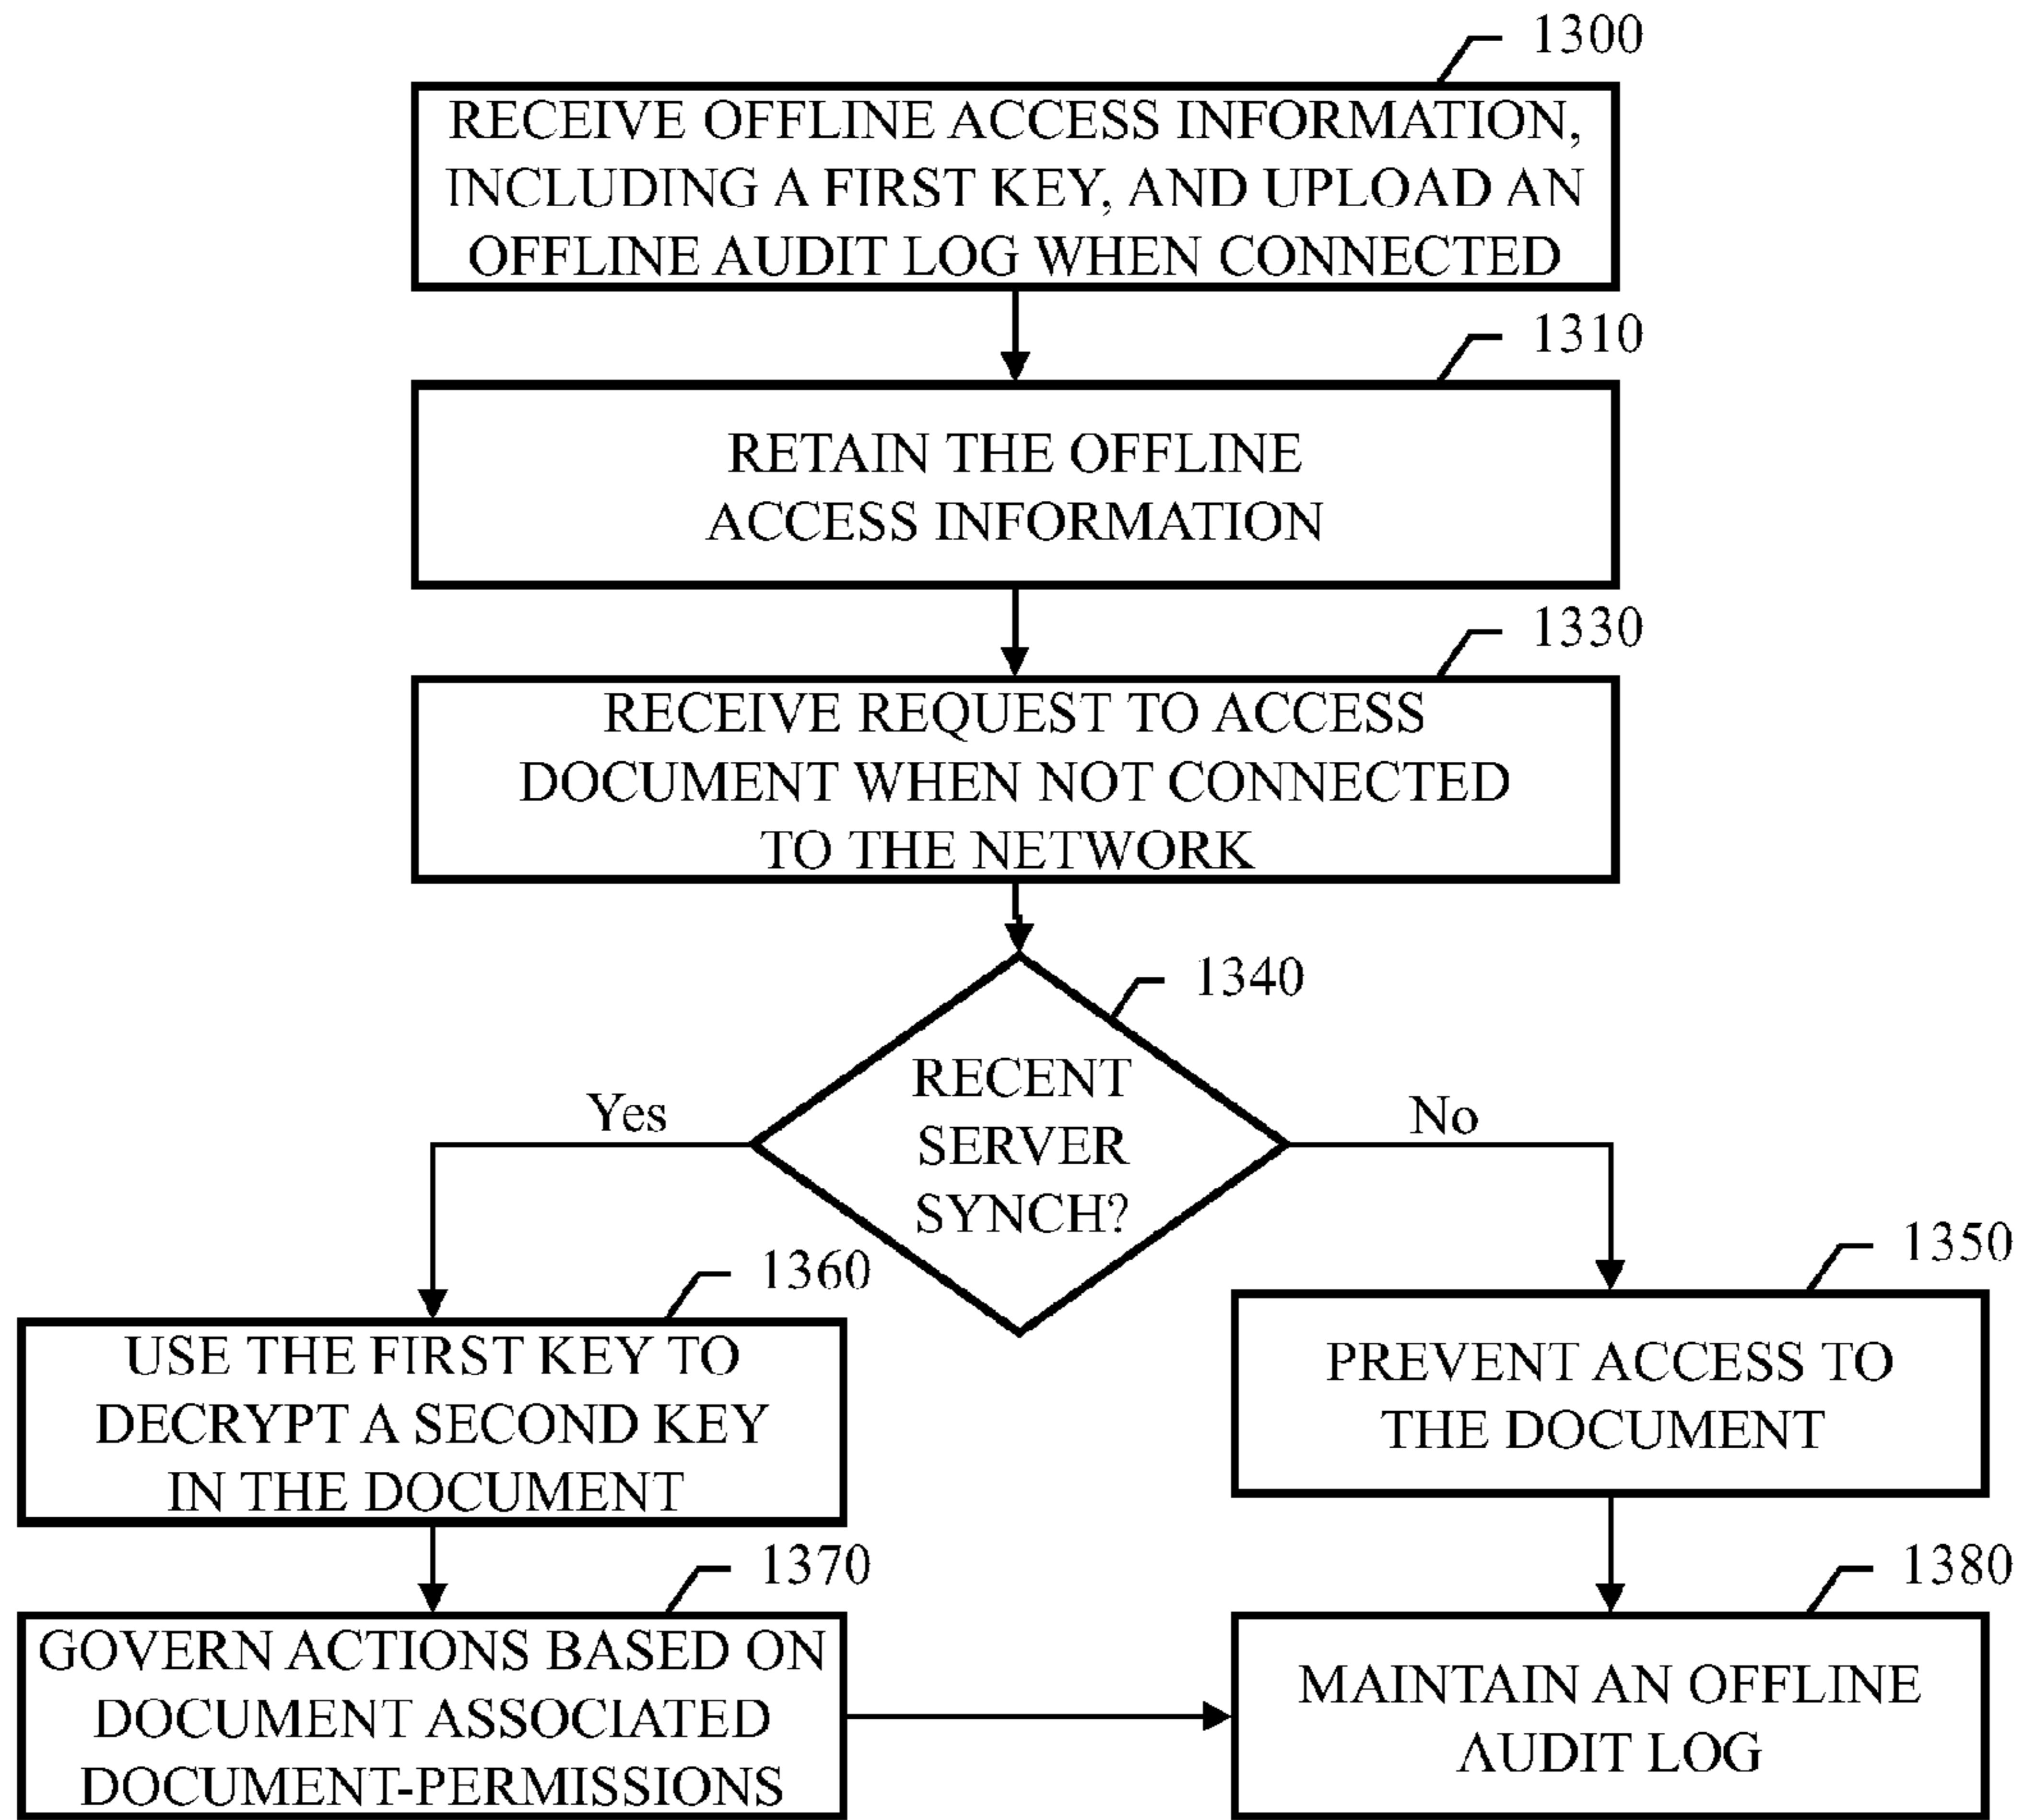 1300
RECEIVE OFFLINE ACCESS INFORMATION,
INCLUDING A FIRST KEY, AND UPLOAD AN
OFFLINE AUDIT LOG WHEN CONNECTED
1310
RETAIN THE OFFLINE
ACCESS INFORMATION
1330
RECEIVE REQUEST TO ACCESS
DOCUMENT WHEN NOT CONNECTED
TO THE NETWORK
1340
RECENT
SERVER
SYNCH?
Yes
No
1360
USE THE FIRST KEY TO
DECRYPT A SECOND KEY
IN THE DOCUMENT
1350
PREVENT ACCESS TO
THE DOCUMENT
1370
GOVERN ACTIONS BASED ON
DOCUMENT ASSOCIATED
DOCUMENT-PERMISSIONS
1380
MAINTAIN AN OFFLINE
AUDIT LOG